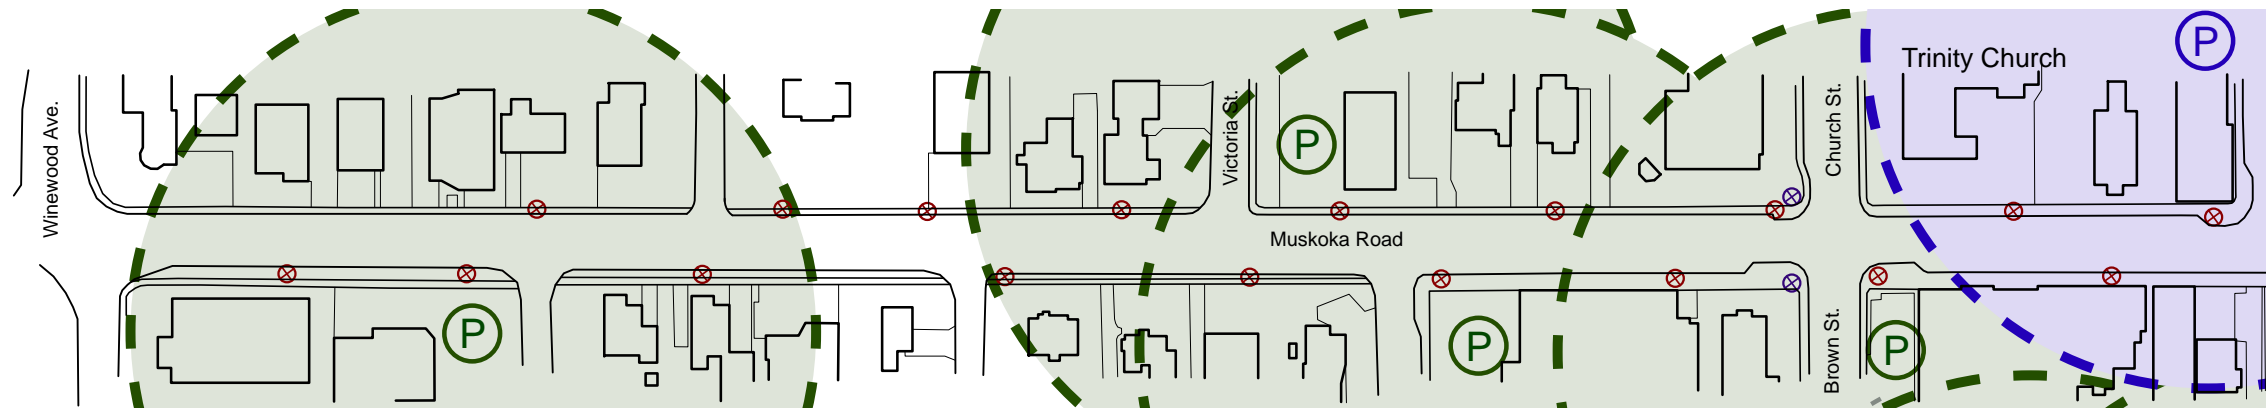 P
Trinity Church
Winewood Ave.
Victoria St.
P
Church St.
Muskoka Road
P
P
Brown St.
P